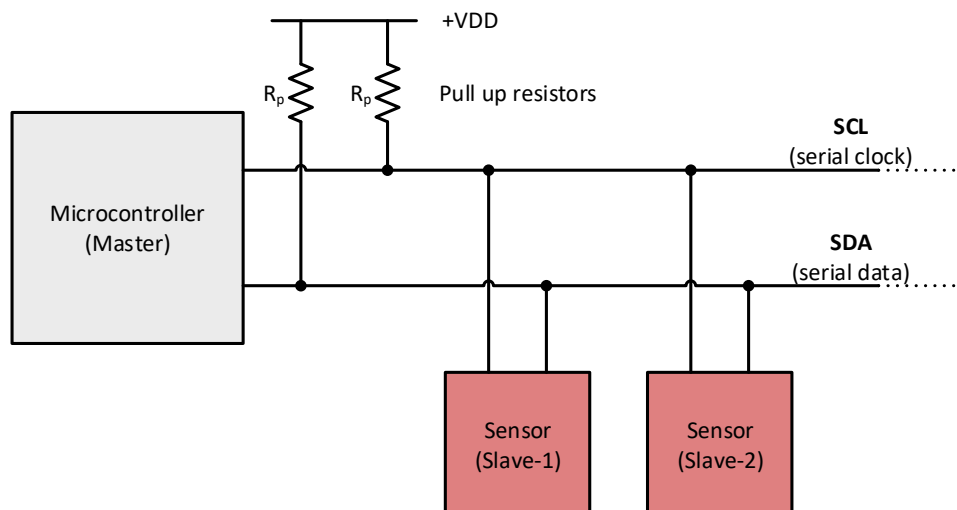 +VDD
Rp
Rp
Pull up resistors
SCL
(serial clock)
Microcontroller
(Master)
SDA
(serial data)
Sensor
(Slave-1)
Sensor
(Slave-2)